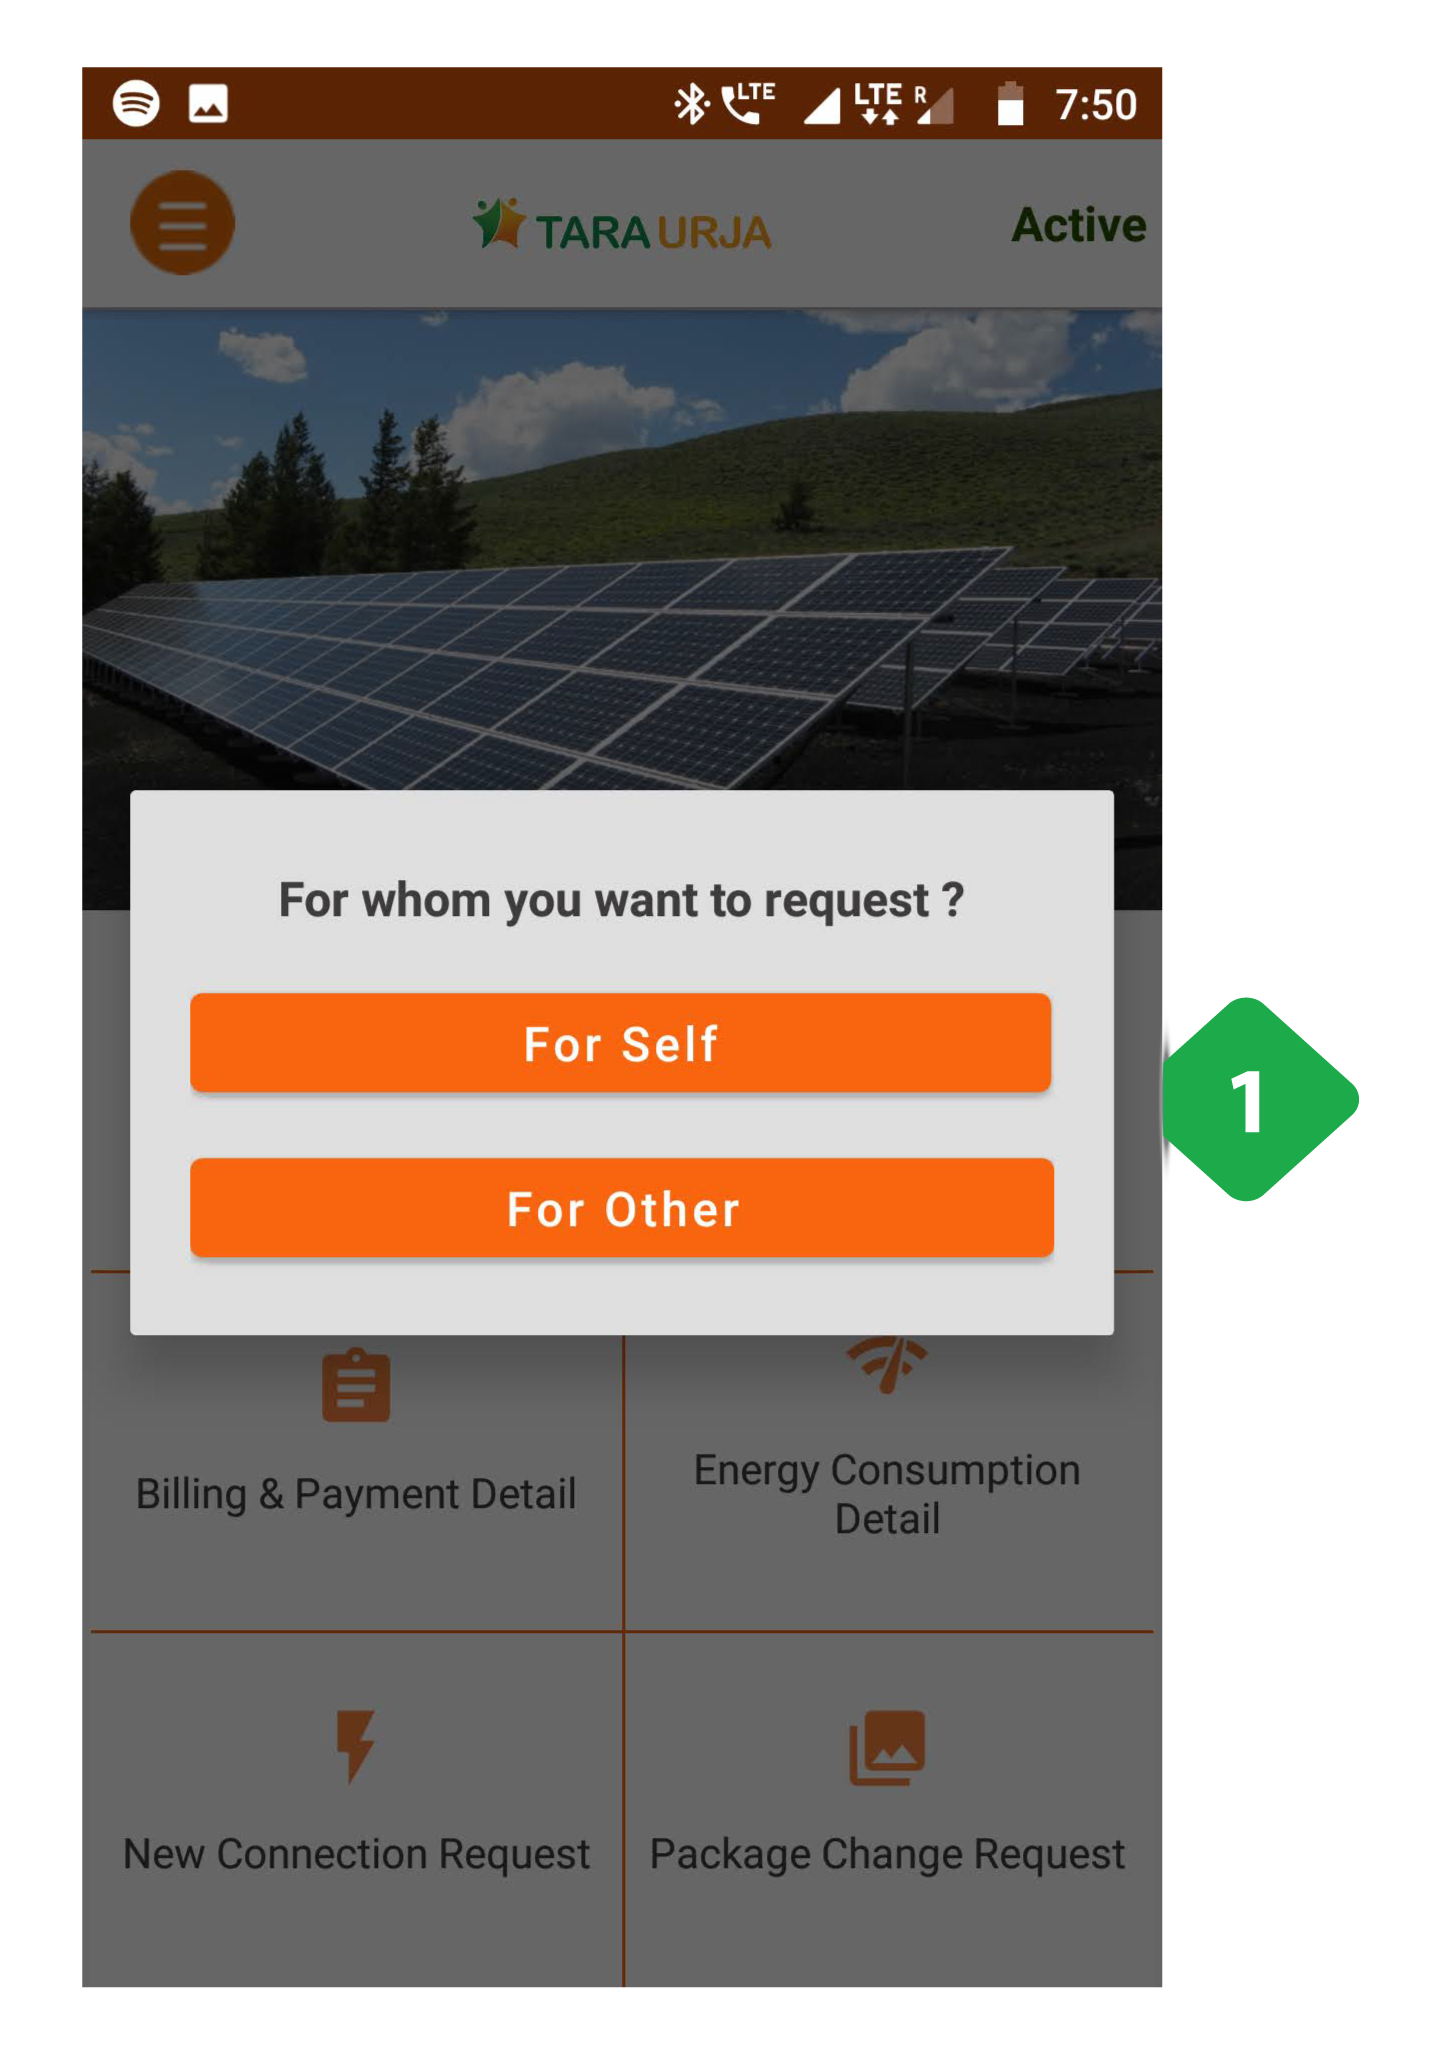 LTE LTE R 7:50
TARA URJA Active
For whom you want to request ?
For Self
1
For Other
Billing & Payment Detail
Energy Consumption
Detail
New Connection Request
Package Change Request